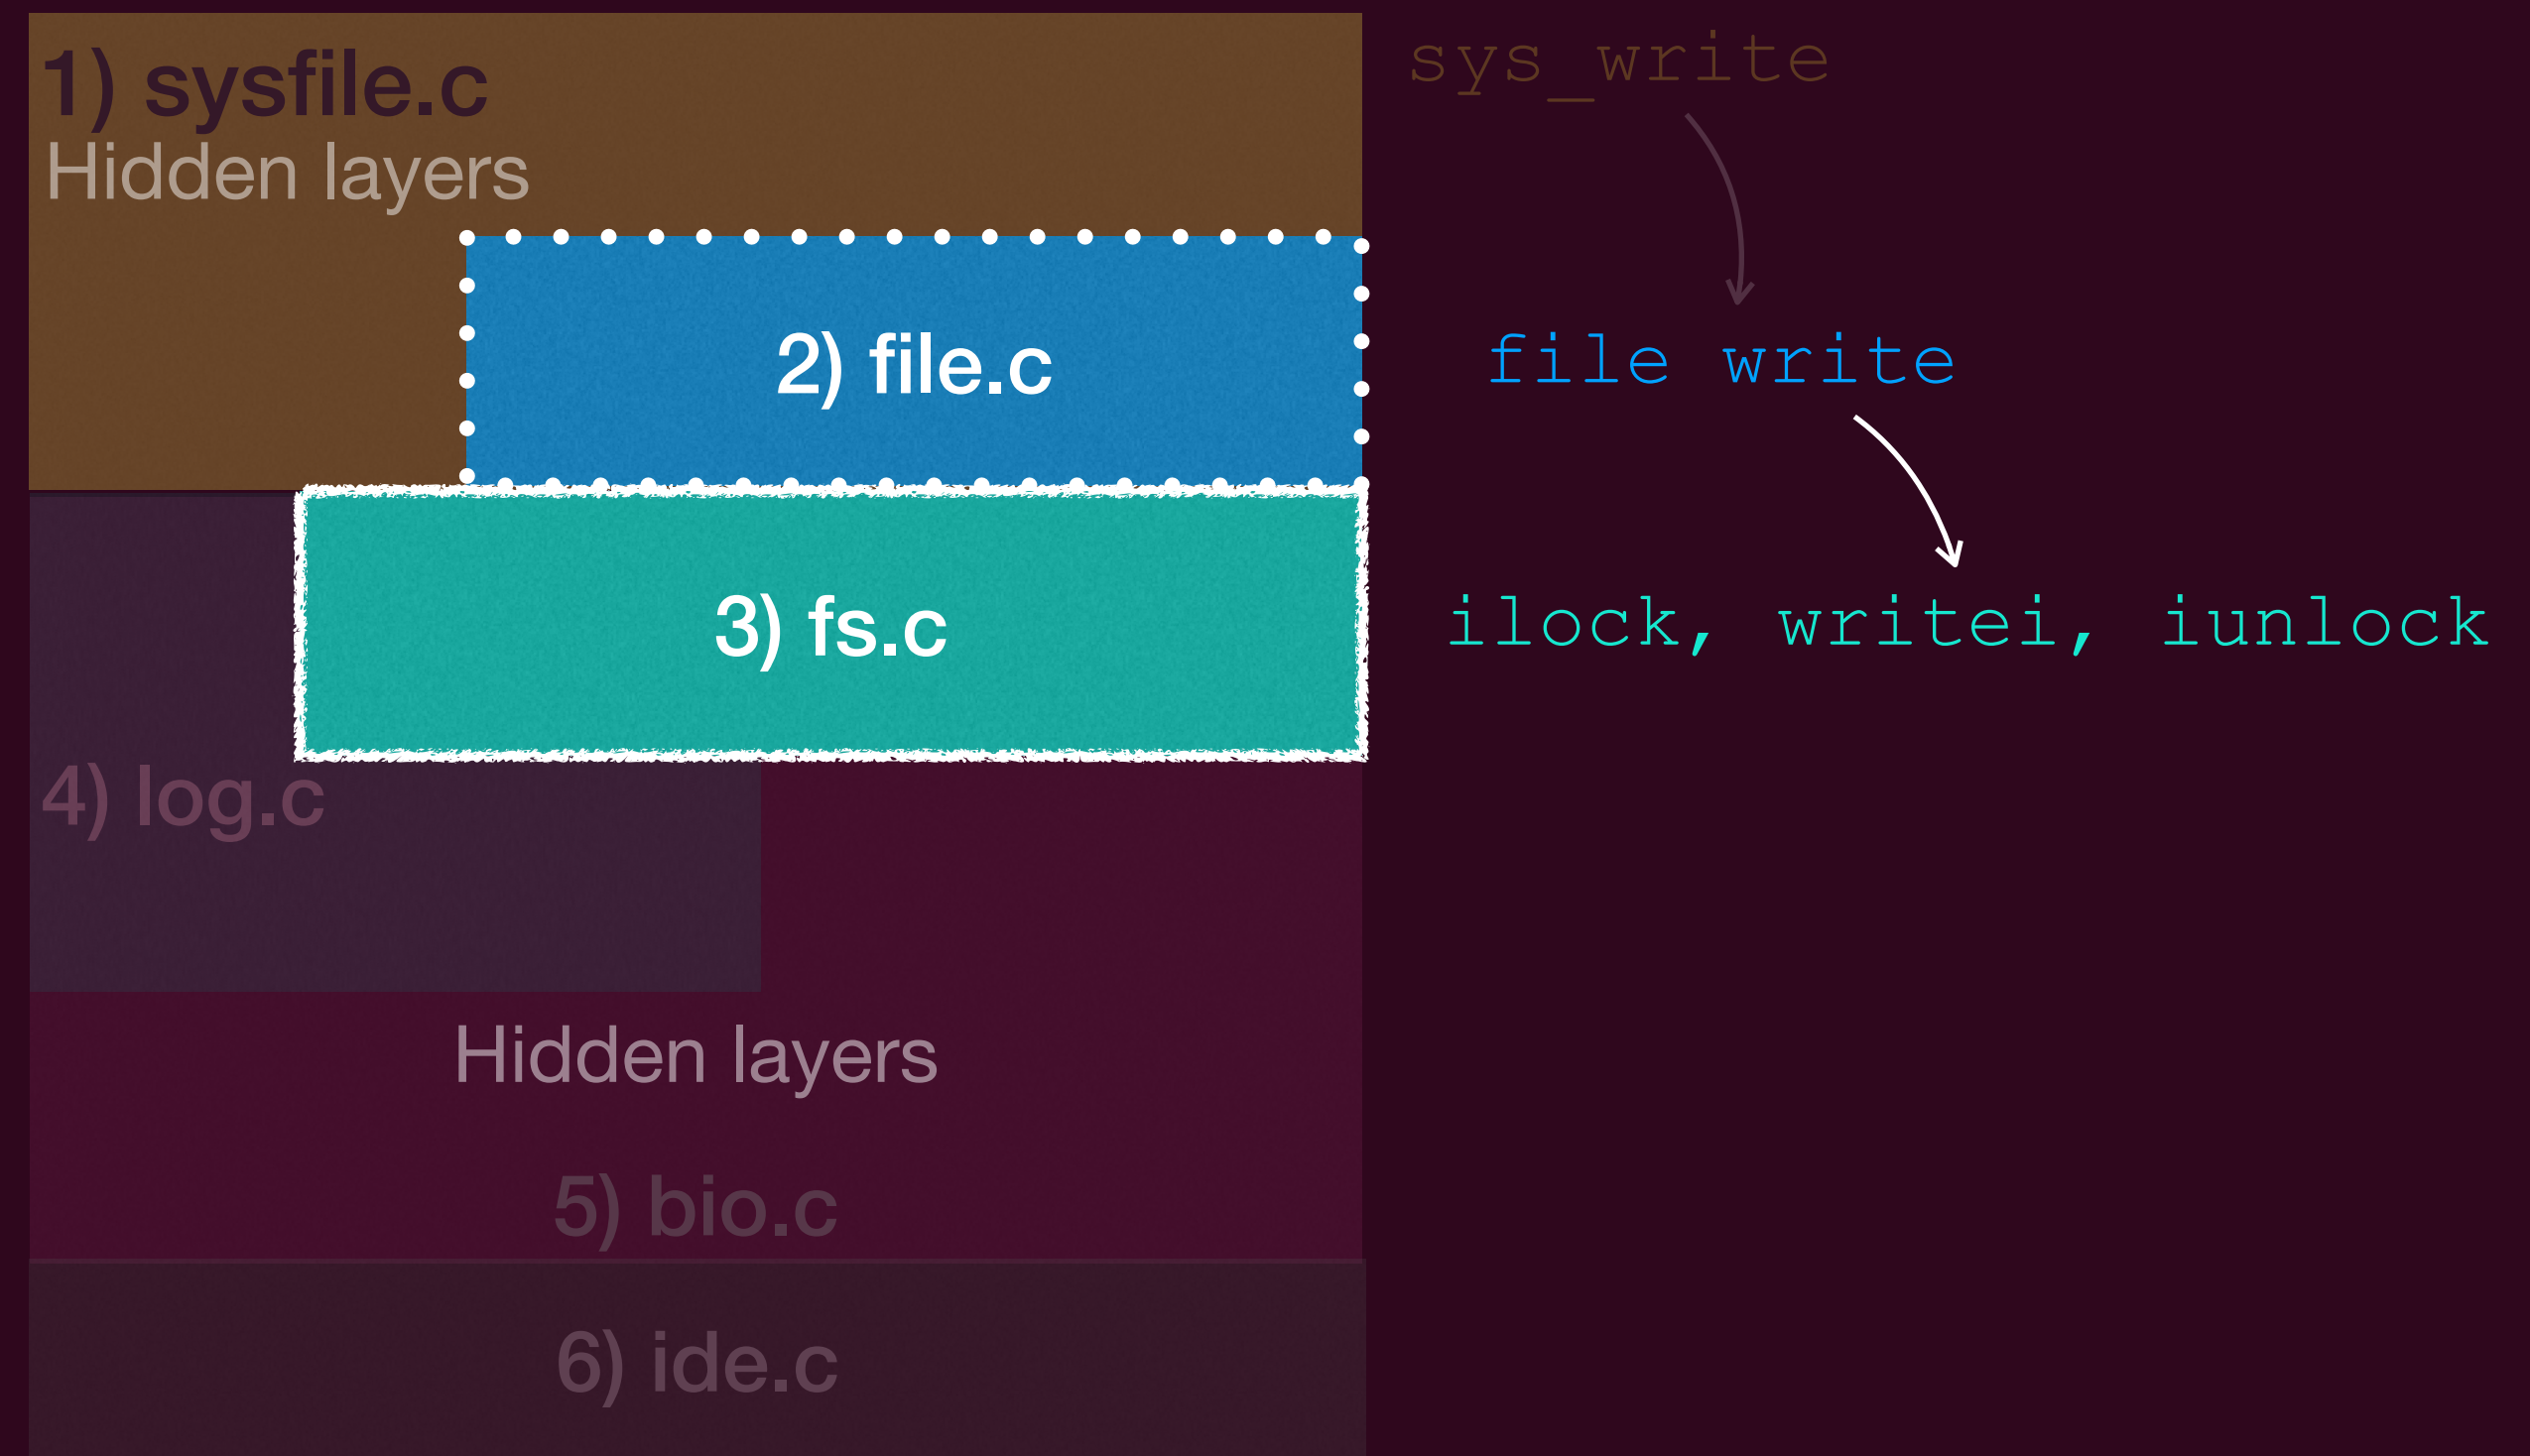 1) sysfile.c
Hidden layers
sys_write
2) file.c
file write
3) fs.c
ilock, writei, iunlock
4) log.c
Hidden layers
5) bio.c
6) ide.c